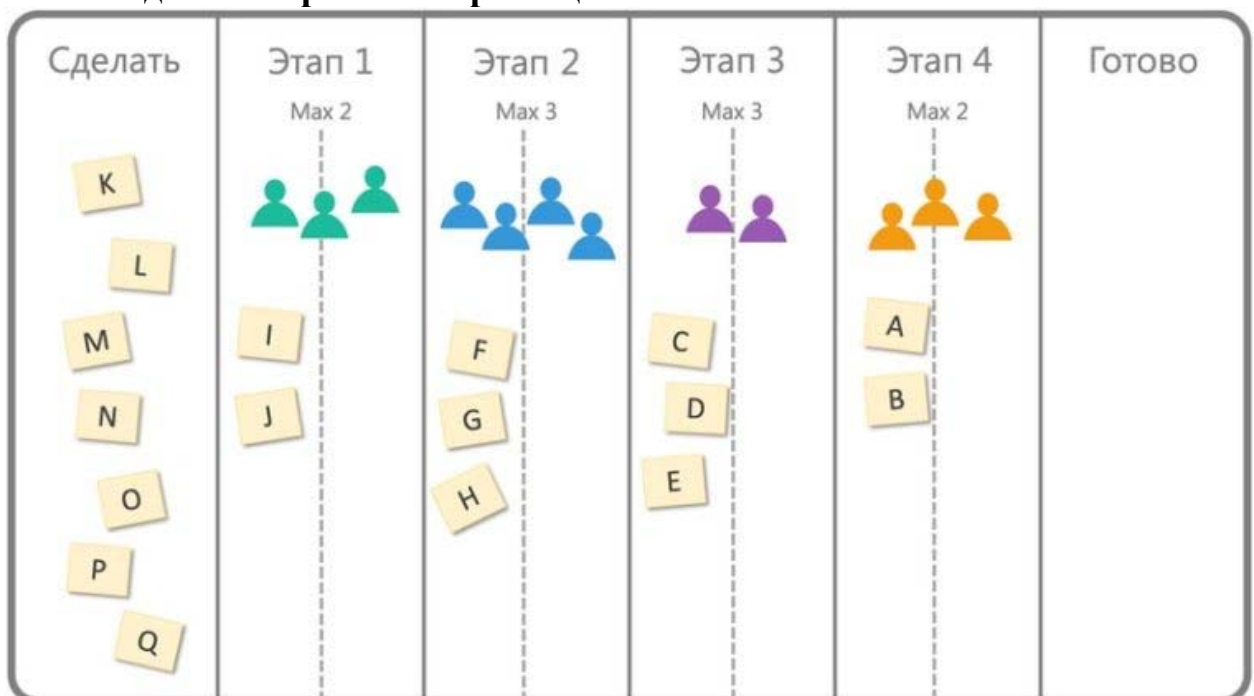 Сделать
Этап 1
Этап 2
Этап 3
Этап 4
Готово
Max 2
Max 3
Max 3
Max 2
K
L
M
N
O
P
Q
I
J
F
G
H
C
D
E
A
B